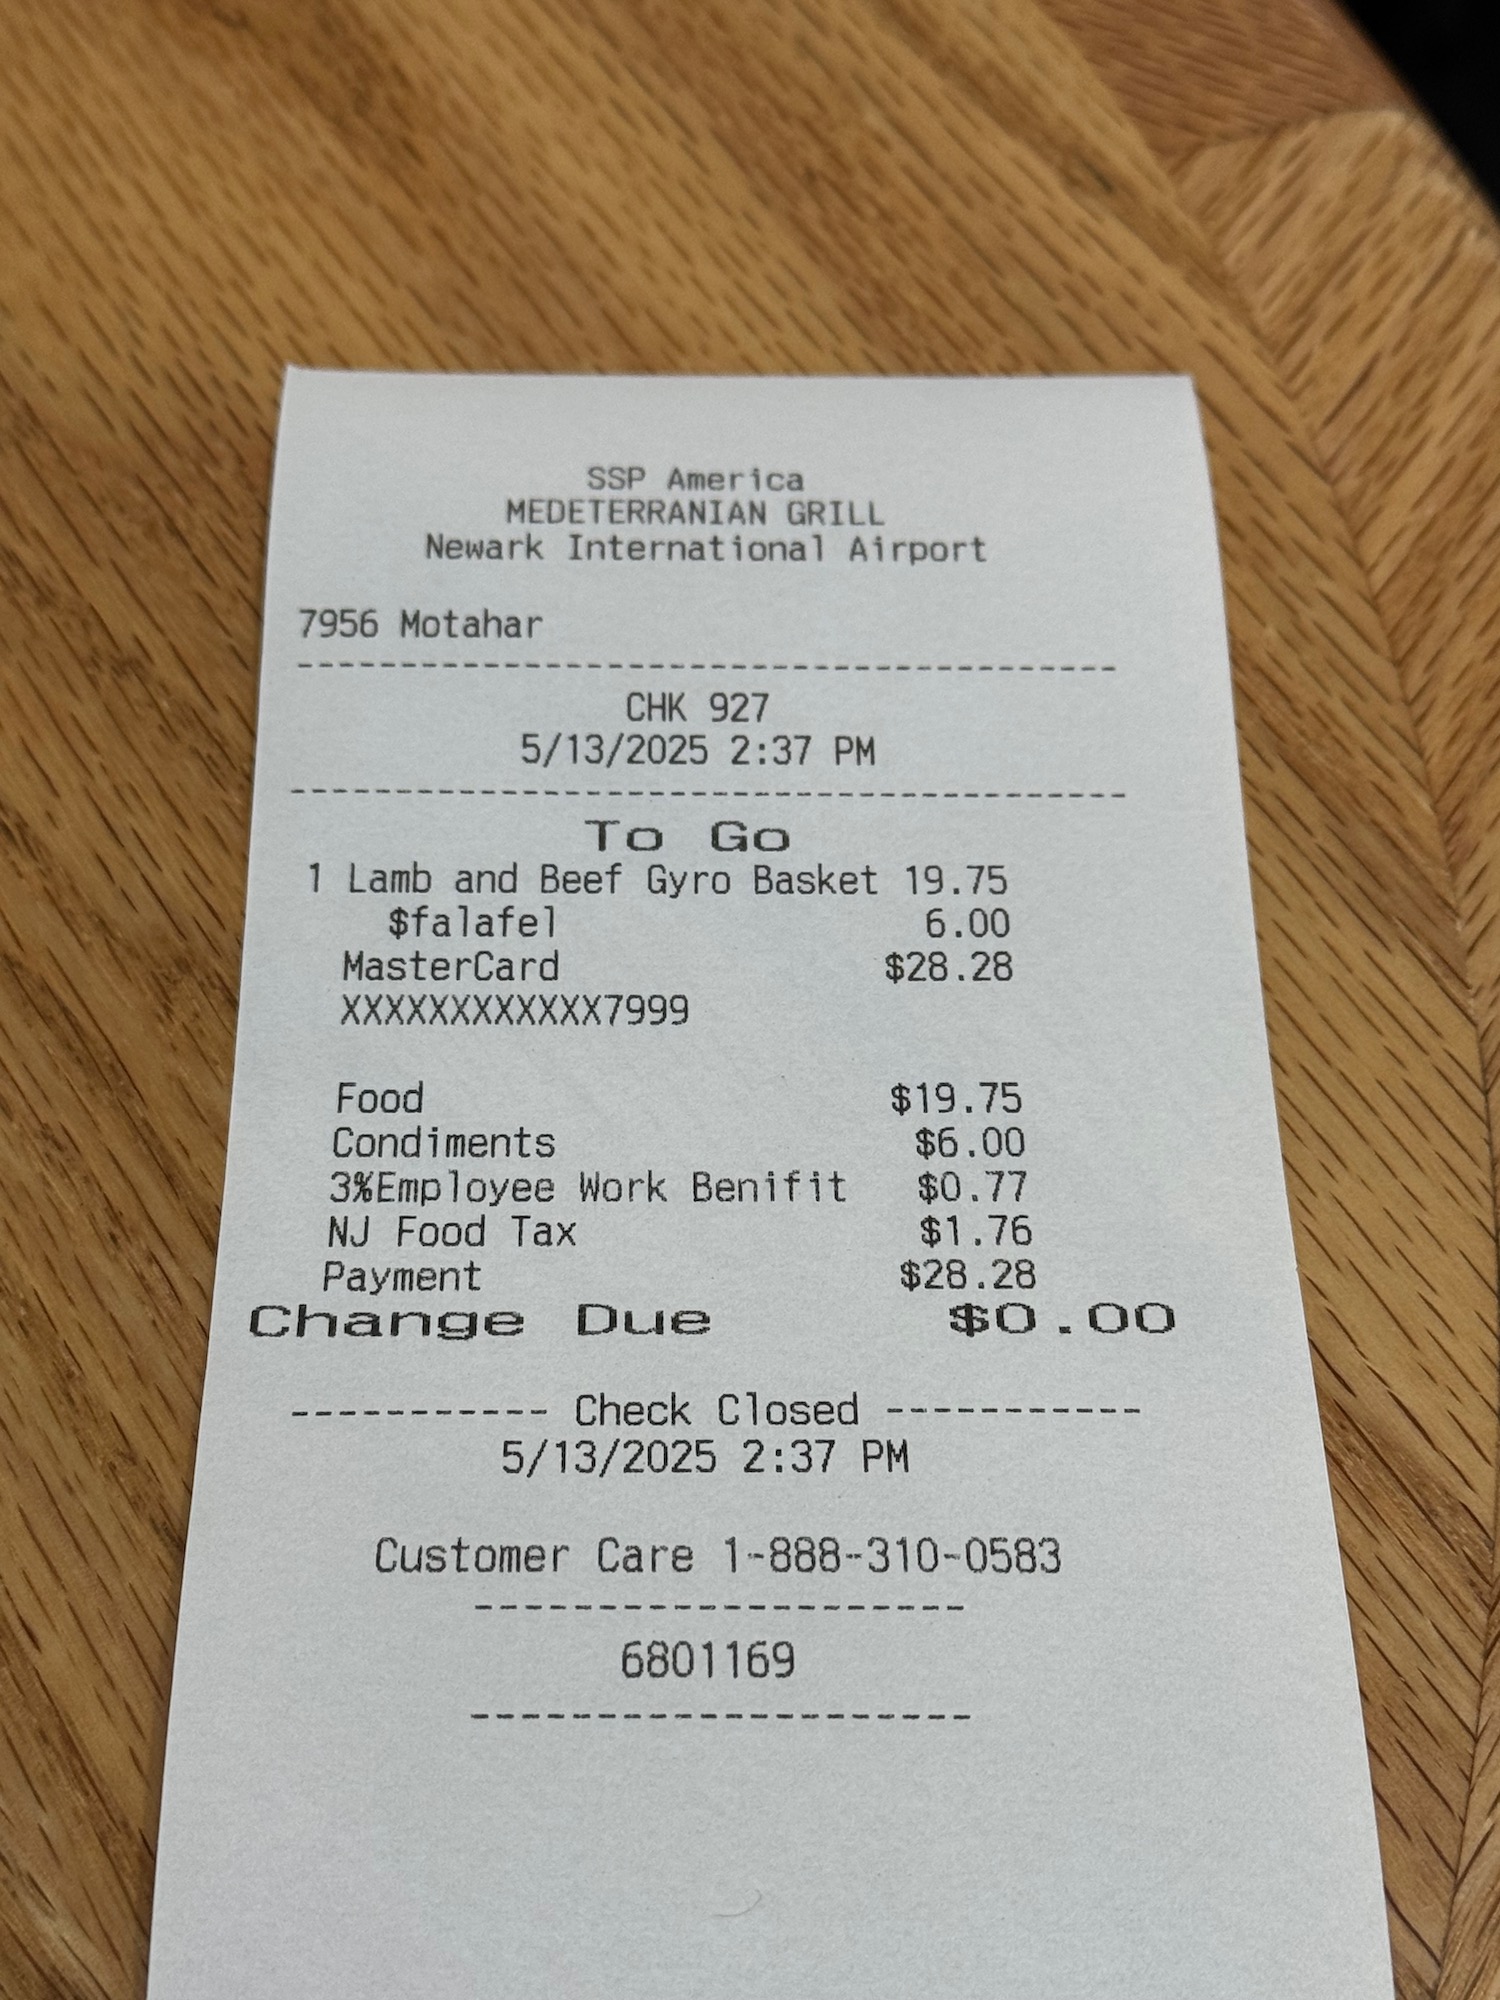 SSP America
MEDETERRANIAN GRILL
Newark International Airport
7956 Motahar
----------------------------------------
CHK 927
5/13/2025 2:37 PM
----------------------------------------
To Go
1 Lamb and Beef Gyro Basket 19.75
$falafel 6.00
MasterCard $28.28
XXXXXXXXXXXX7999
Food $19.75
Condiments $6.00
3%Employee Work Benifit $0.77
NJ Food Tax $1.76
Payment $28.28
Change Due $0.00
----------- Check Closed -----------
5/13/2025 2:37 PM
Customer Care 1-888-310-0583
--------------------
6801169
--------------------